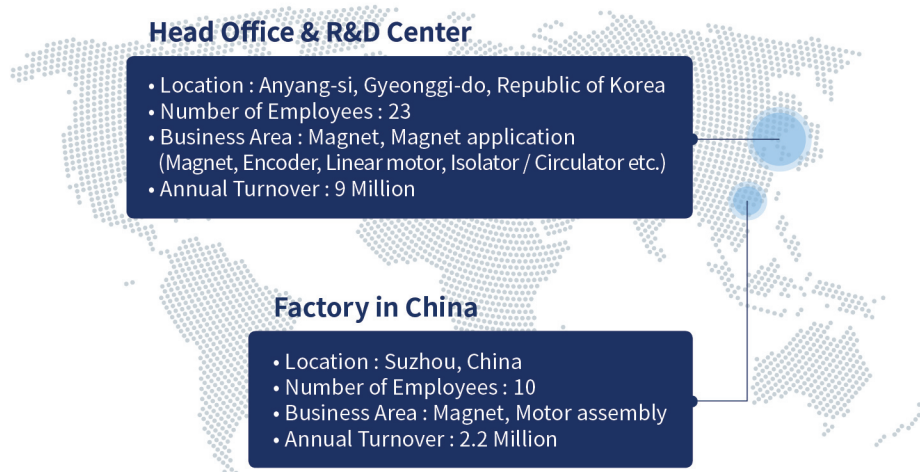 Head Office & R&D Center
• Location : Anyang-si, Gyeonggi-do, Republic of Korea
• Number of Employees : 23
• Business Area : Magnet, Magnet application
(Magnet, Encoder, Linear motor, Isolator / Circulator etc.)
• Annual Turnover : 9 Million
Factory in China
• Location : Suzhou, China
• Number of Employees : 10
• Business Area : Magnet, Motor assembly
• Annual Turnover : 2.2 Million